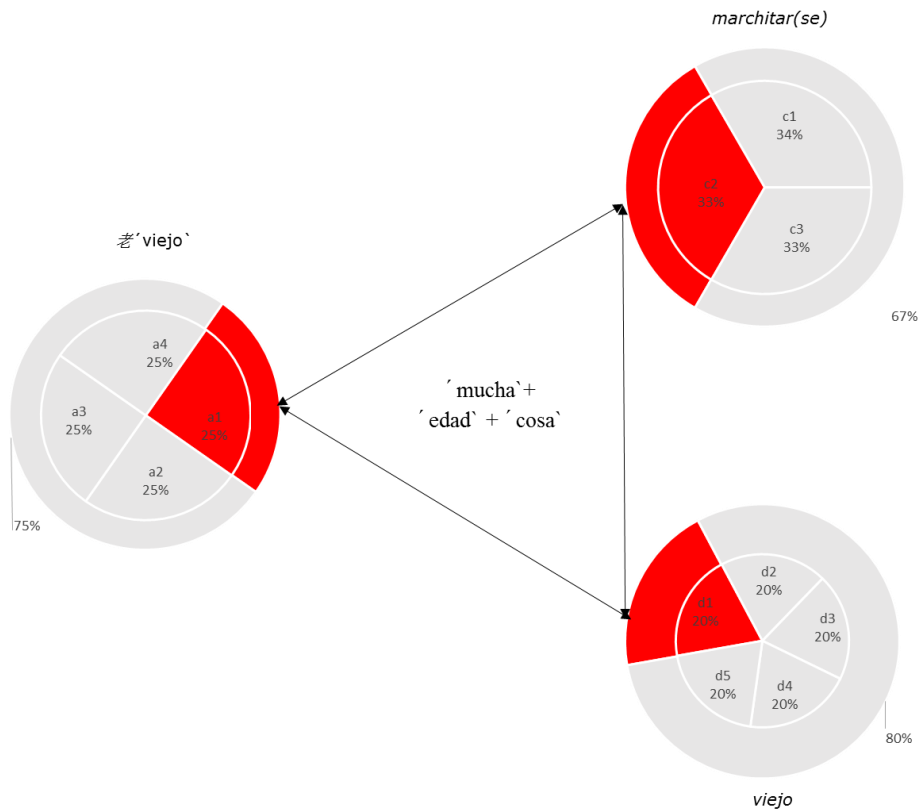 marchitar(se)
c1
34%
c2
33%
c3
33%
67%
老´viejo`
a4
25%
a3
25%
a1
25%
a2
25%
75%
´mucha`+
´edad` + ´cosa`
d2
20%
d1
20%
d3
20%
d5
20%
d4
20%
80%
viejo